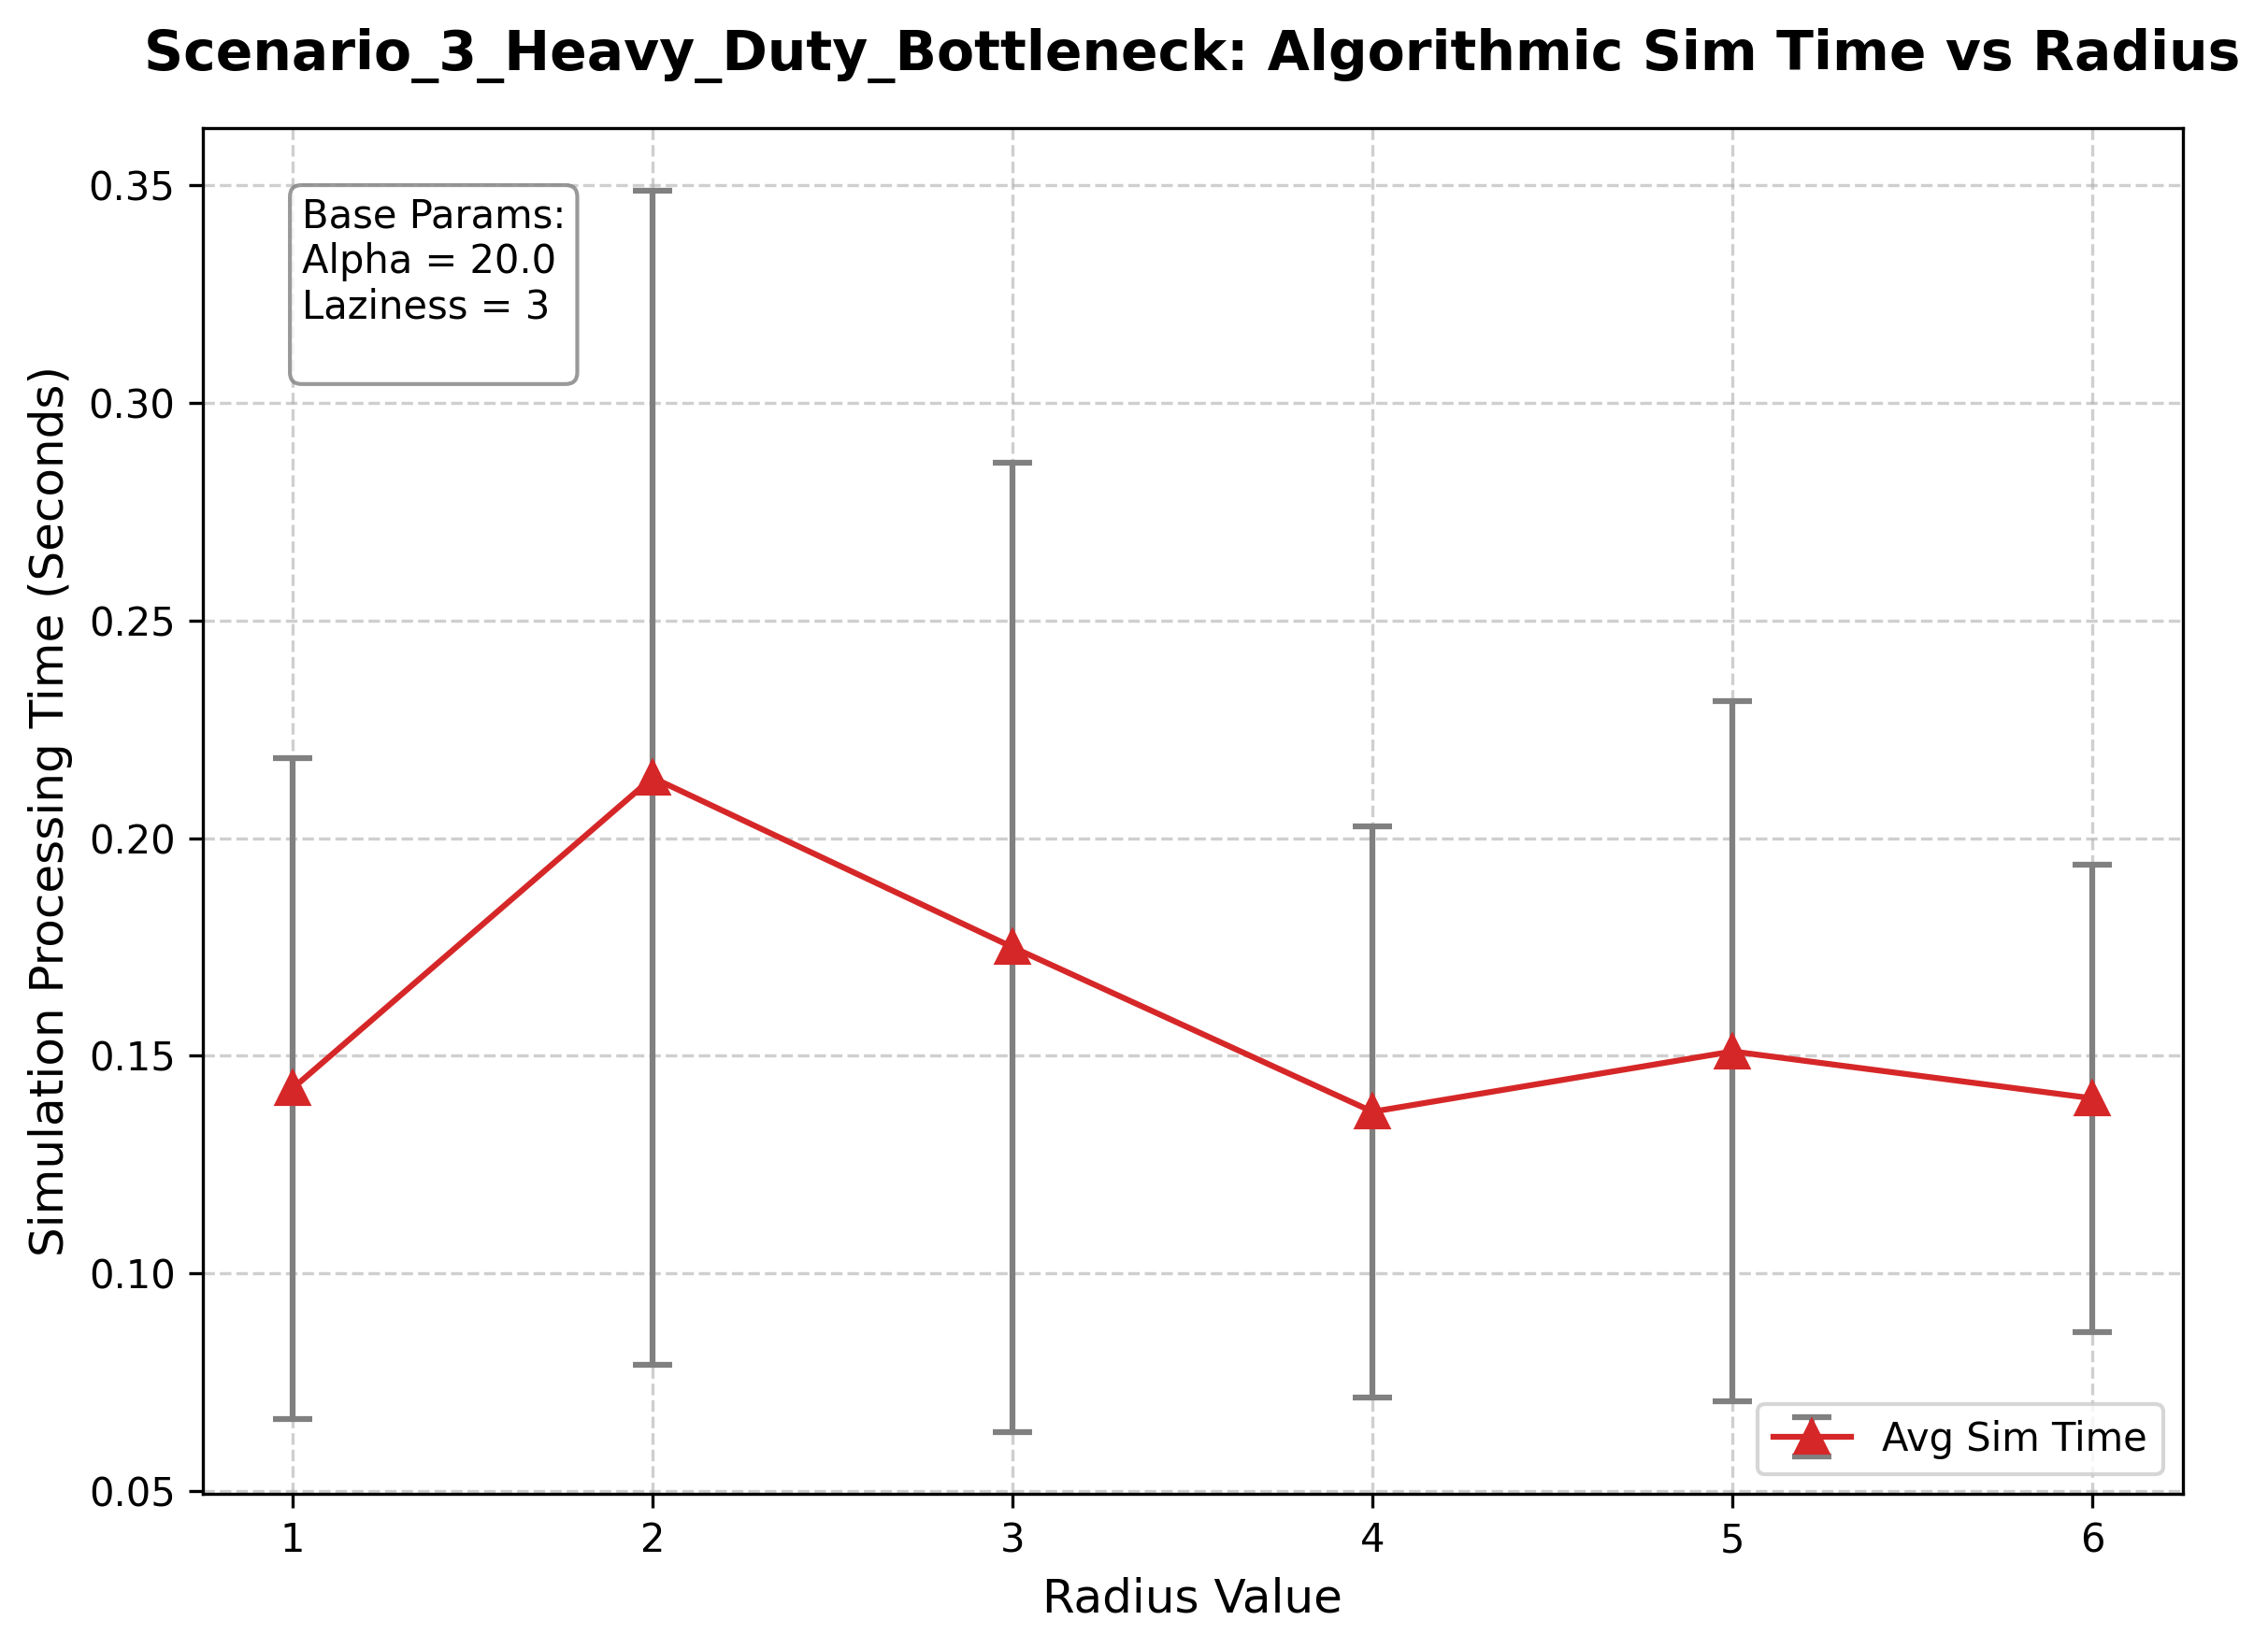 Scenario_3_Heavy_Duty_Bottleneck: Algorithmic Sim Time vs Radius
Simulation Processing Time (Seconds)
0.35
0.30
0.25
0.20
0.15
0.10
0.05
Base Params:
Alpha = 20.0
Laziness = 3
Avg Sim Time
1
2
3
4
5
6
Radius Value